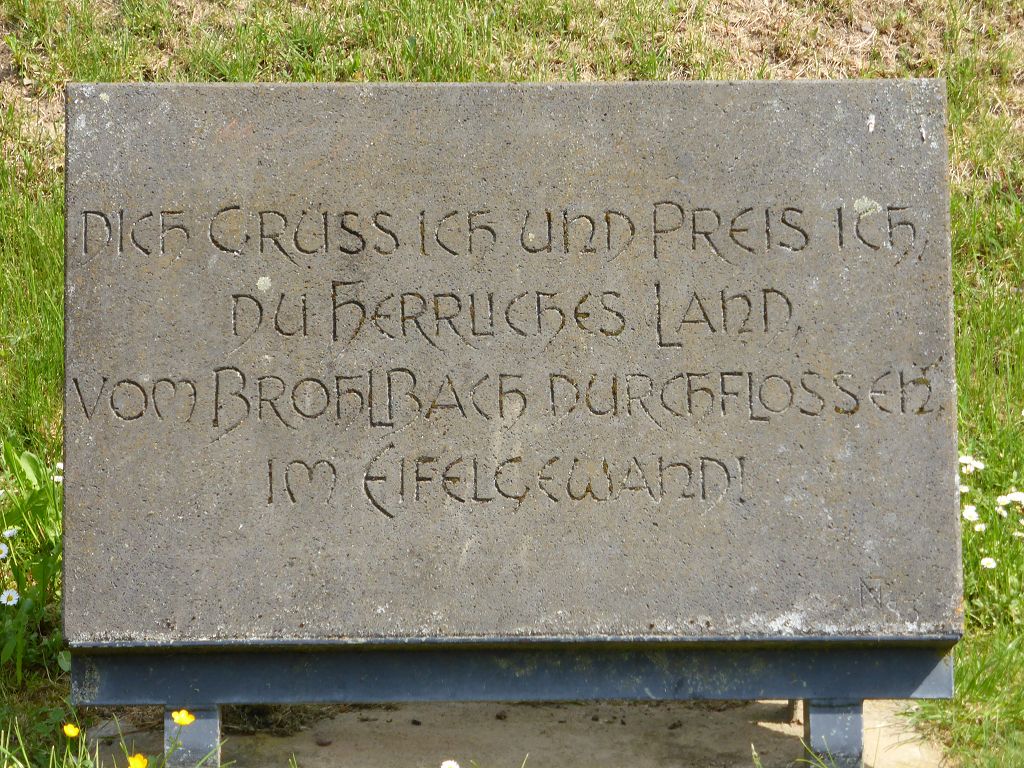 Dich Grüss ich und Preis ich,
du Herrliches Land,
vom BrohlBach durchflossen,
im Eifelgewand!